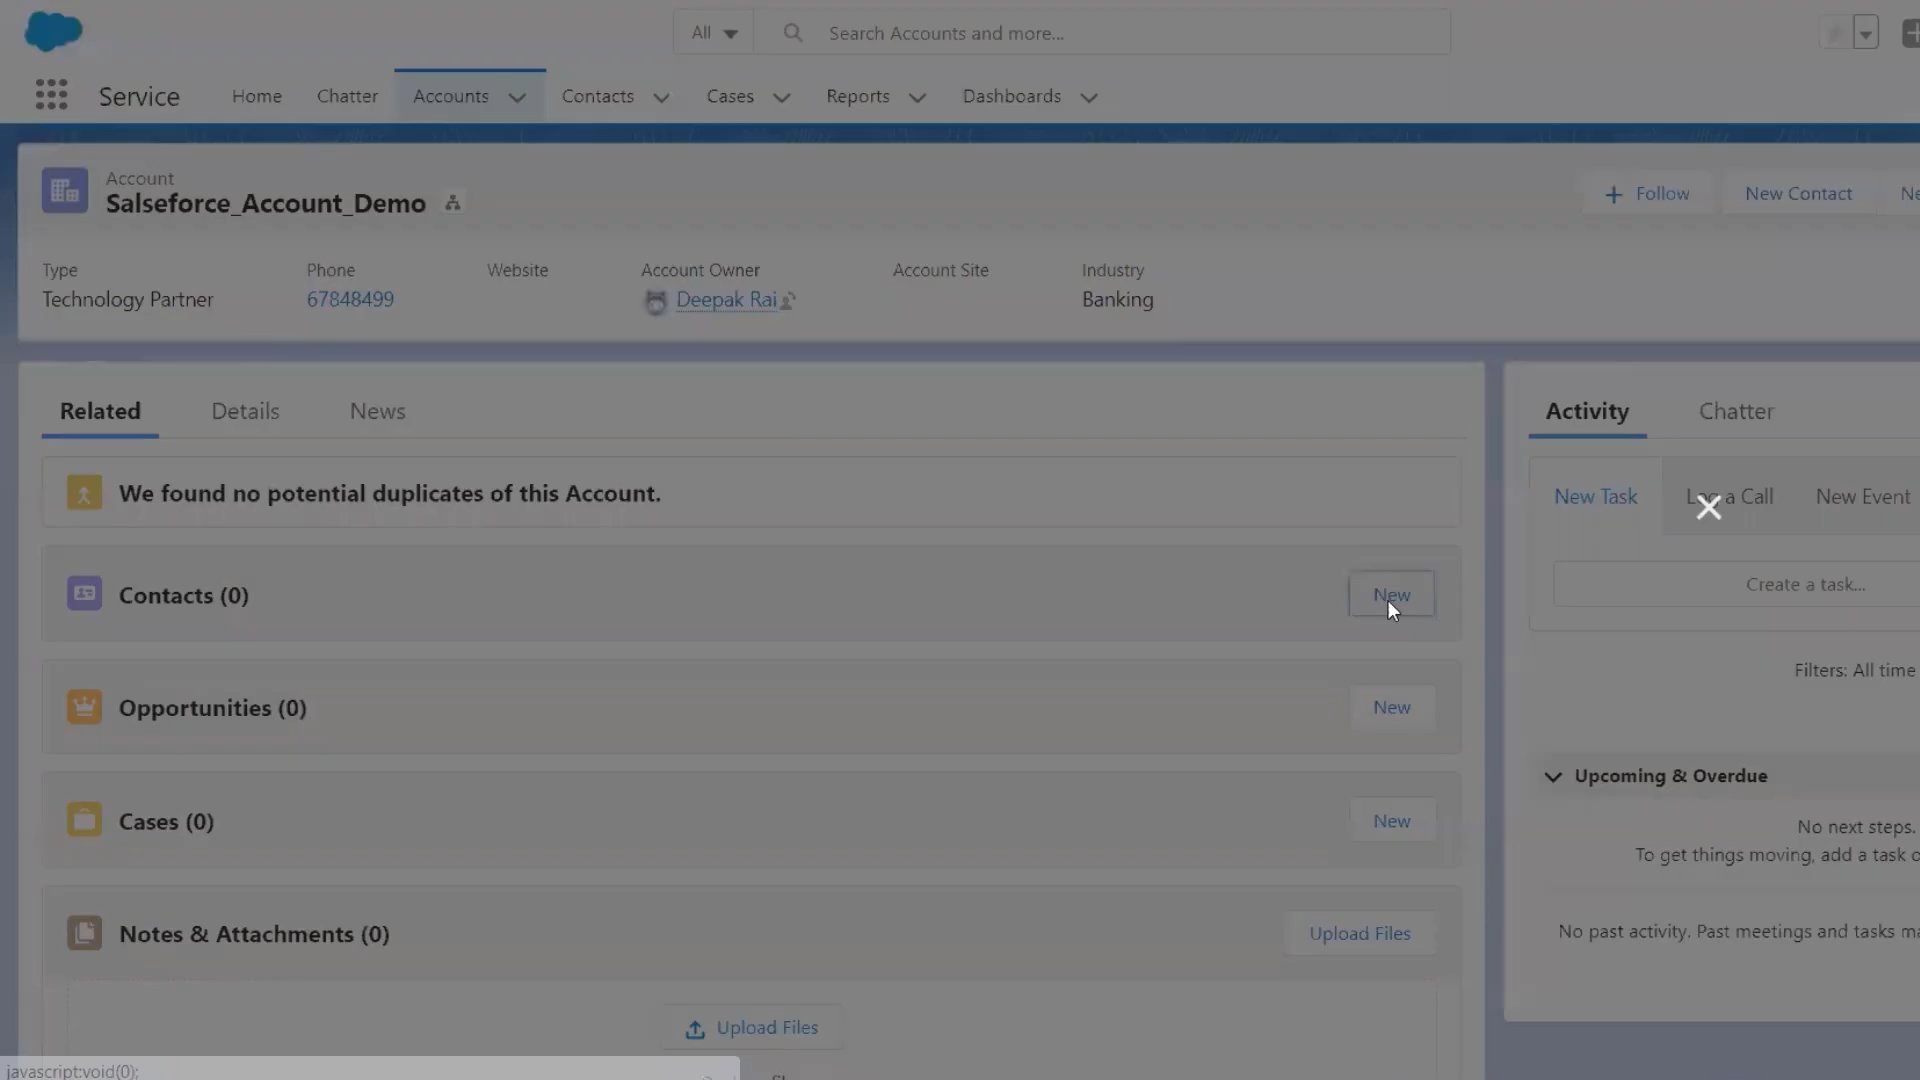 All
Search Accounts and more...
Service
Home
Chatter
Accounts
Contacts
Cases
Reports
Dashboards
Account
Salseforce_Account_Demo
Follow
New Contact
Ne
Type
Phone
Website
Account Owner
Account Site
Industry
Technology Partner
67848499
Deepak Rai
Banking
Related
Details
News
Activity
Chatter
We found no potential duplicates of this Account.
New Task
Log a Call
New Event
Contacts (0)
New
Create a task...
Filters: All time
Opportunities (0)
New
Upcoming & Overdue
Cases (0)
New
No next steps.
To get things moving, add a task o
Notes & Attachments (0)
Upload Files
No past activity. Past meetings and tasks ma
Upload Files
javascript:void(0);